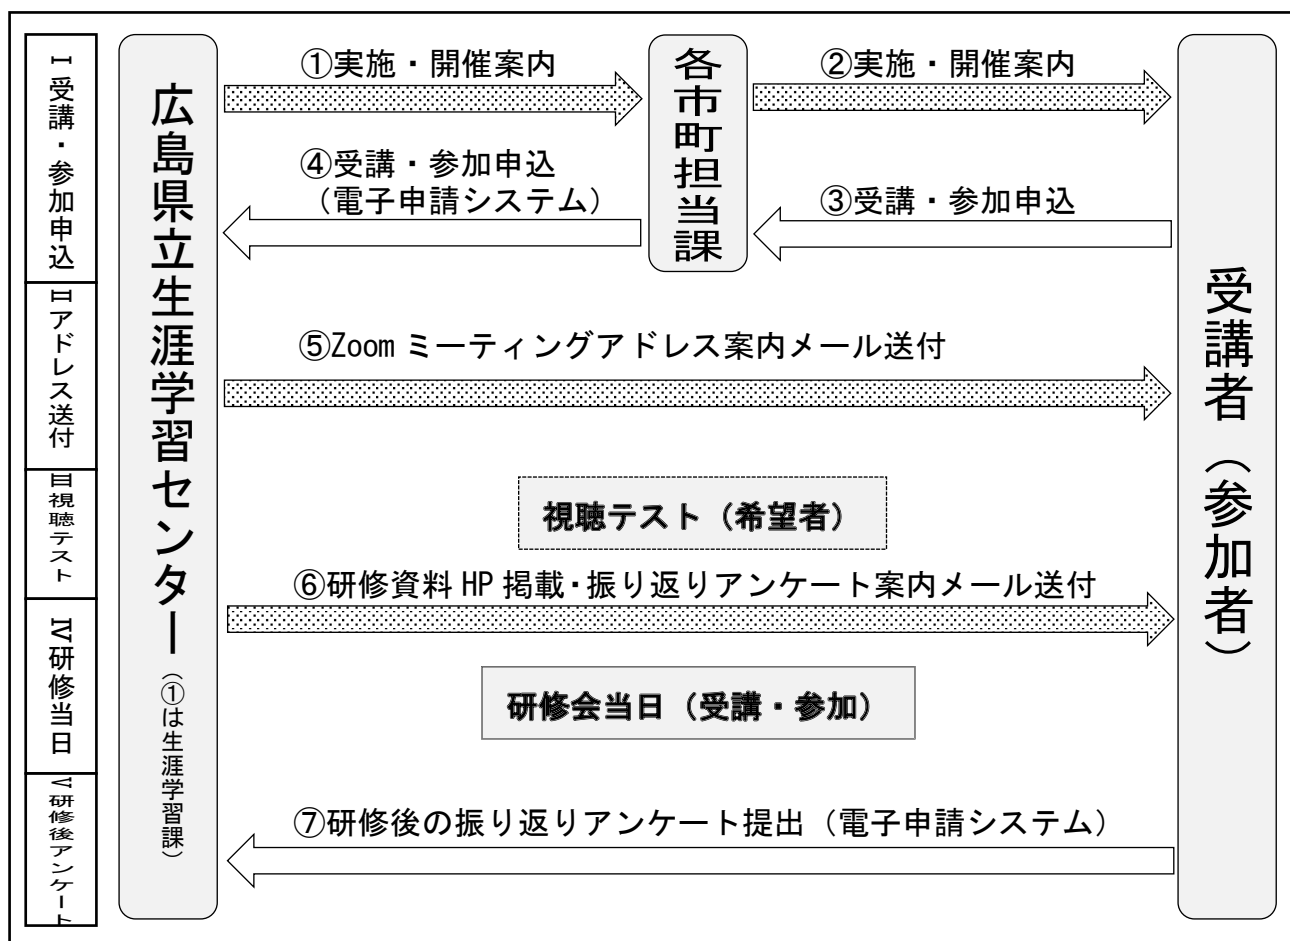 Ⅰ受講・参加申込
Ⅱアドレス送付
Ⅲ視聴テスト
Ⅳ研修当日
Ⅴ研修後アンケート
広島県立生涯学習センター(①は生涯学習課)
①実施・開催案内
各市町担当課
②実施・開催案内
④受講・参加申込
(電子申請システム)
③受講・参加申込
⑤Zoom ミーティングアドレス案内メール送付
視聴テスト(希望者)
⑥研修資料 HP 掲載・振り返りアンケート案内メール送付
研修会当日(受講・参加)
⑦研修後の振り返りアンケート提出(電子申請システム)
受講者(参加者)